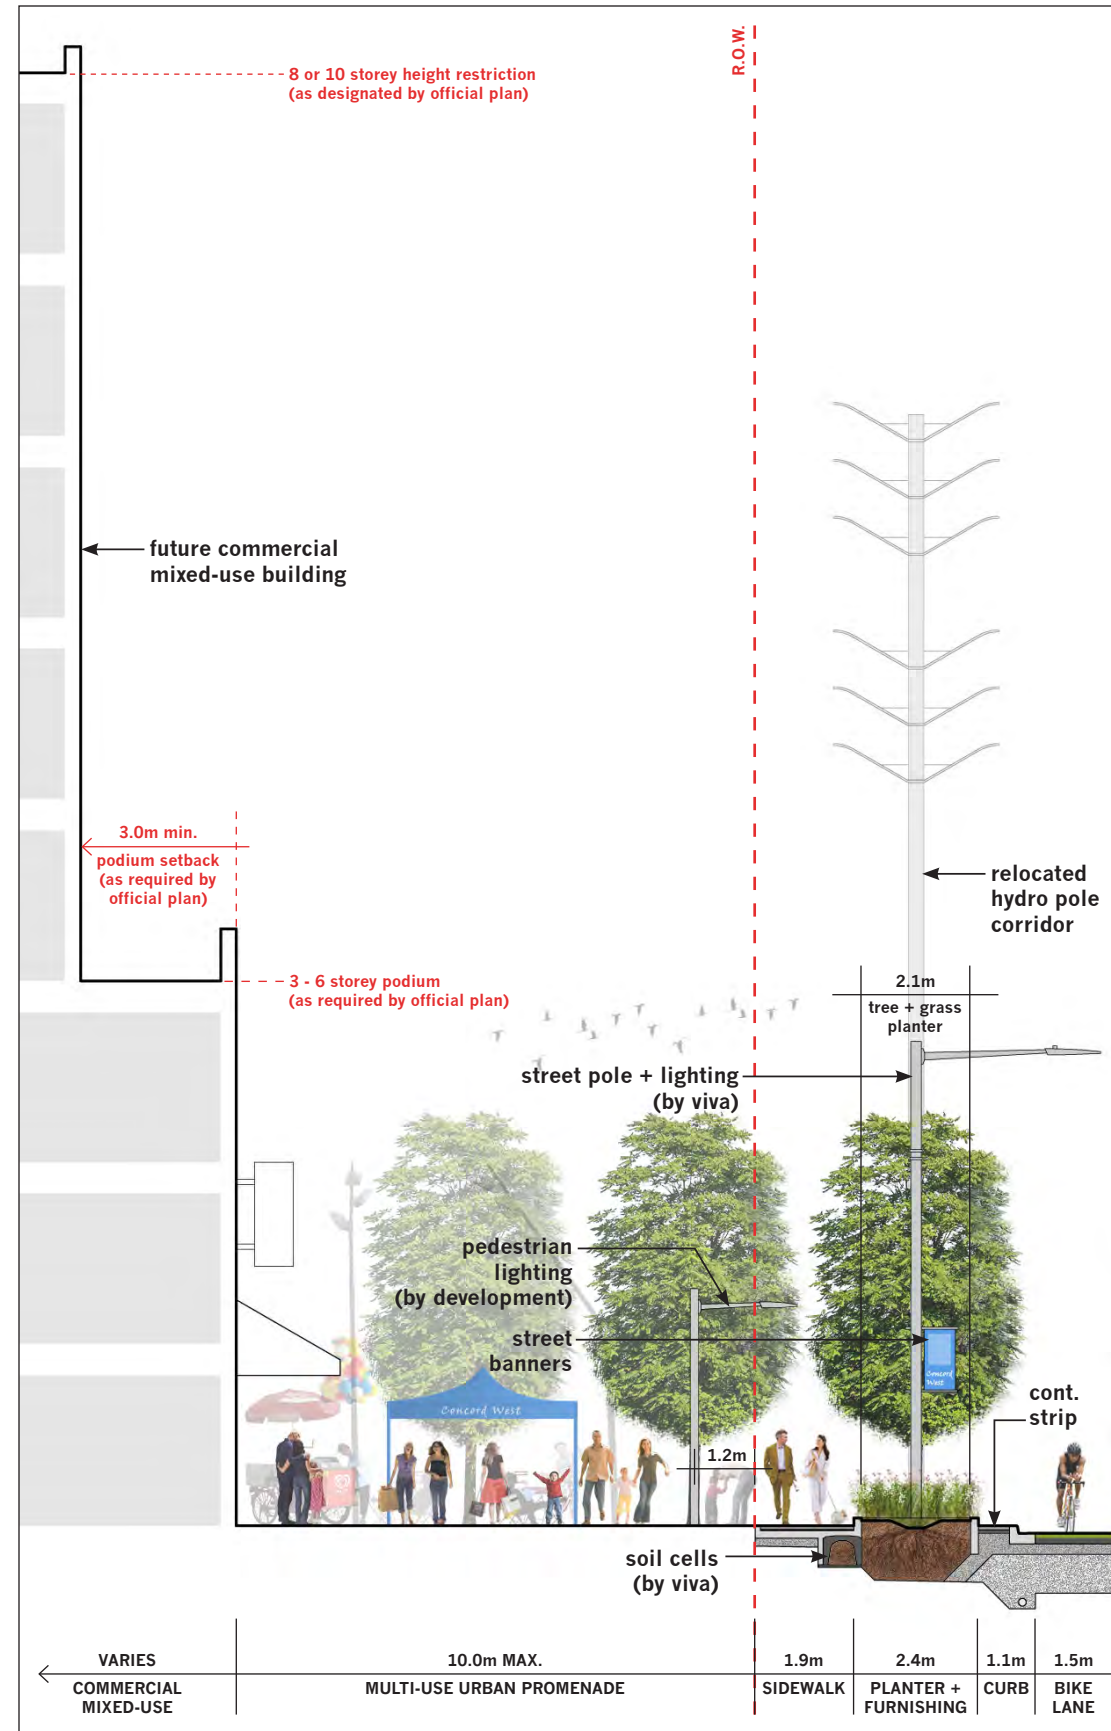 R.O.W.
8 or 10 storey height restriction
(as designated by official plan)
future commercial
mixed-use building
3.0m min.
podium setback
(as required by
official plan)
relocated
hydro pole
corridor
3 - 6 storey podium
(as required by official plan)
2.1m
tree + grass
planter
street pole + lighting
(by viva)
pedestrian
lighting
(by development)
street
banners
Concord
West
cont.
strip
Concord West
1.2m
soil cells
(by viva)
VARIES
10.0m MAX.
1.9m
2.4m
1.1m
1.5m
COMMERCIAL
MIXED-USE
MULTI-USE URBAN PROMENADE
SIDEWALK
PLANTER +
FURNISHING
CURB
BIKE
LANE